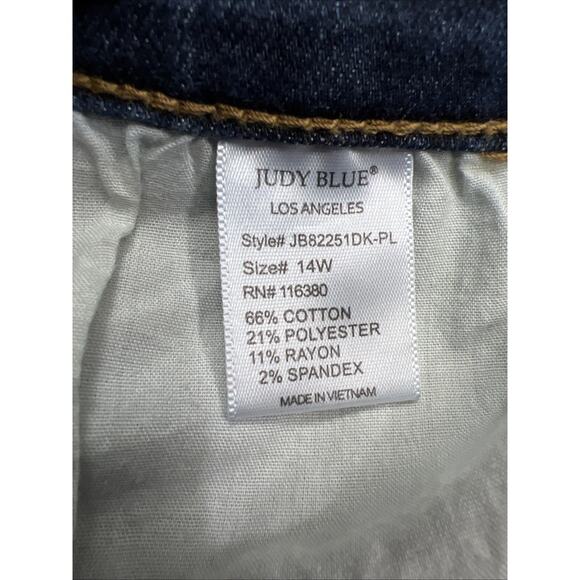 JUDY BLUE®
LOS ANGELES
Style# JB82251DK-PL
Size# 14W
RN# 116380
66% COTTON
21% POLYESTER
11% RAYON
2% SPANDEX
MADE IN VIETNAM